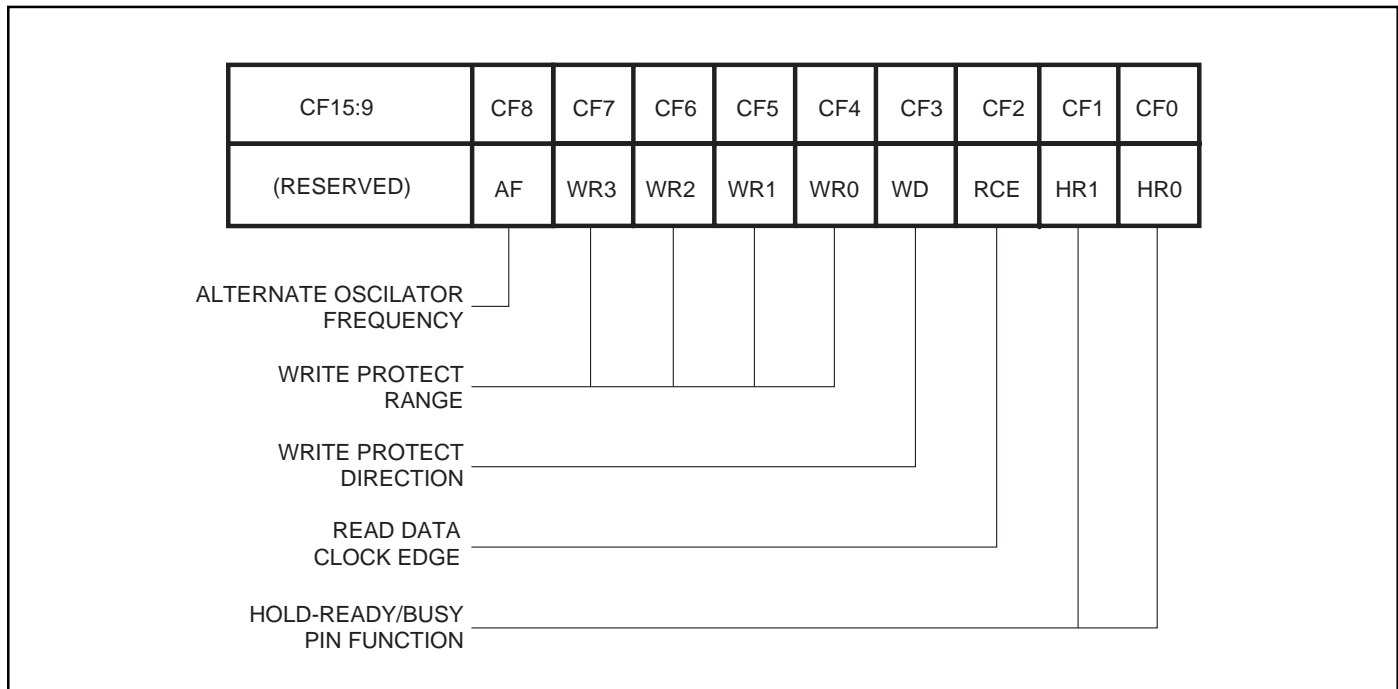 CF15:9 CF8 CF7 CF6 CF5 CF4 CF3 CF2 CF1 CF0
(RESERVED) AF WR3 WR2 WR1 WR0 WD RCE HR1 HR0
ALTERNATE OSCILATOR
FREQUENCY
WRITE PROTECT
RANGE
WRITE PROTECT
DIRECTION
READ DATA
CLOCK EDGE
HOLD-READY/BUSY
PIN FUNCTION